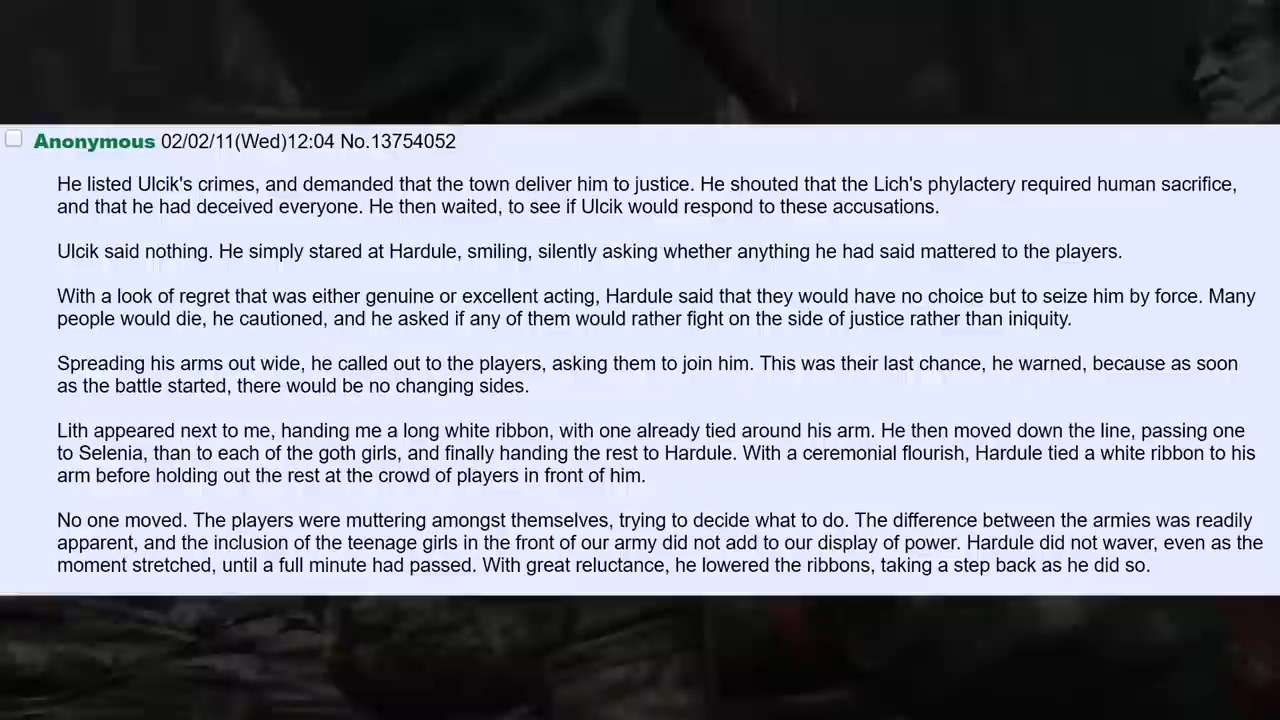 Anonymous 02/02/11(Wed)12:04 No.13754052
He listed Ulcik's crimes, and demanded that the town deliver him to justice. He shouted that the Lich's phylactery required human sacrifice,
and that he had deceived everyone. He then waited, to see if Ulcik would respond to these accusations.
Ulcik said nothing. He simply stared at Hardule, smiling, silently asking whether anything he had said mattered to the players.
With a look of regret that was either genuine or excellent acting, Hardule said that they would have no choice but to seize him by force. Many
people would die, he cautioned, and he asked if any of them would rather fight on the side of justice rather than iniquity.
Spreading his arms out wide, he called out to the players, asking them to join him. This was their last chance, he warned, because as soon
as the battle started, there would be no changing sides.
Lith appeared next to me, handing me a long white ribbon, with one already tied around his arm. He then moved down the line, passing one
to Selenia, than to each of the goth girls, and finally handing the rest to Hardule. With a ceremonial flourish, Hardule tied a white ribbon to his
arm before holding out the rest at the crowd of players in front of him.
No one moved. The players were muttering amongst themselves, trying to decide what to do. The difference between the armies was readily
apparent, and the inclusion of the teenage girls in the front of our army did not add to our display of power. Hardule did not waver, even as the
moment stretched, until a full minute had passed. With great reluctance, he lowered the ribbons, taking a step back as he did so.